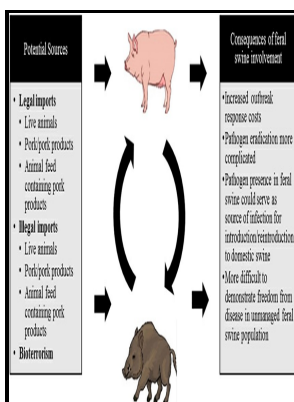 Potential Sources
• Legal imports
• Live animals
• Pork/pork products
• Animal feed
containing pork
products
• Illegal imports
• Live animals
• Pork/pork products
• Animal feed
containing pork
products
• Bioterrorism
Consequences of feral
swine involvement
•Increased outbreak
response costs
•Pathogen eradication more
complicated
•Pathogen presence in feral
swine could serve as
source of infection for
introduction/reintroduction
to domestic swine
•More difficult to
demonstrate freedom from
disease in unmanaged feral
swine population